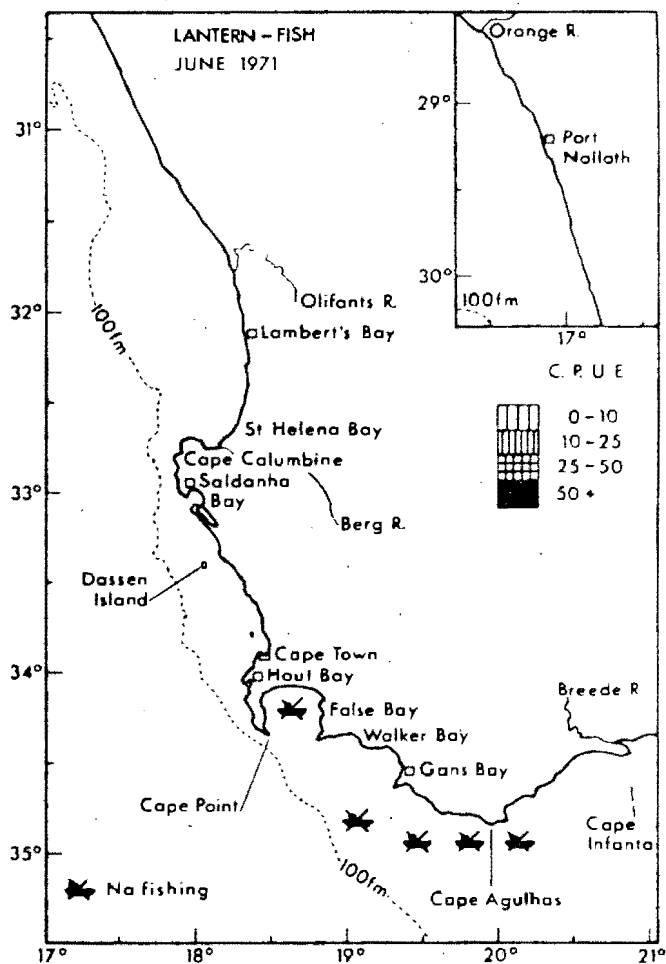 LANTERN-FISH
JUNE 1971
Orange R.
29°
Port
Nolloth
30°
100fm
17°
31°
32°
33°
34°
35°
Olifants R.
100fm
Lambert's Bay
C. P. U E
0-10
10-25
25-50
50+
St Helena Bay
Cape Calumbine
Saldanha
Bay
Berg R.
Dassen
Island
Cape Town
Hout Bay
False Bay
Walker Bay
Breede R
Gans Bay
Cape Point
Cape
Infanta
100fm
Cape Agulhas
No fishing
17°
18°
19°
20°
21°